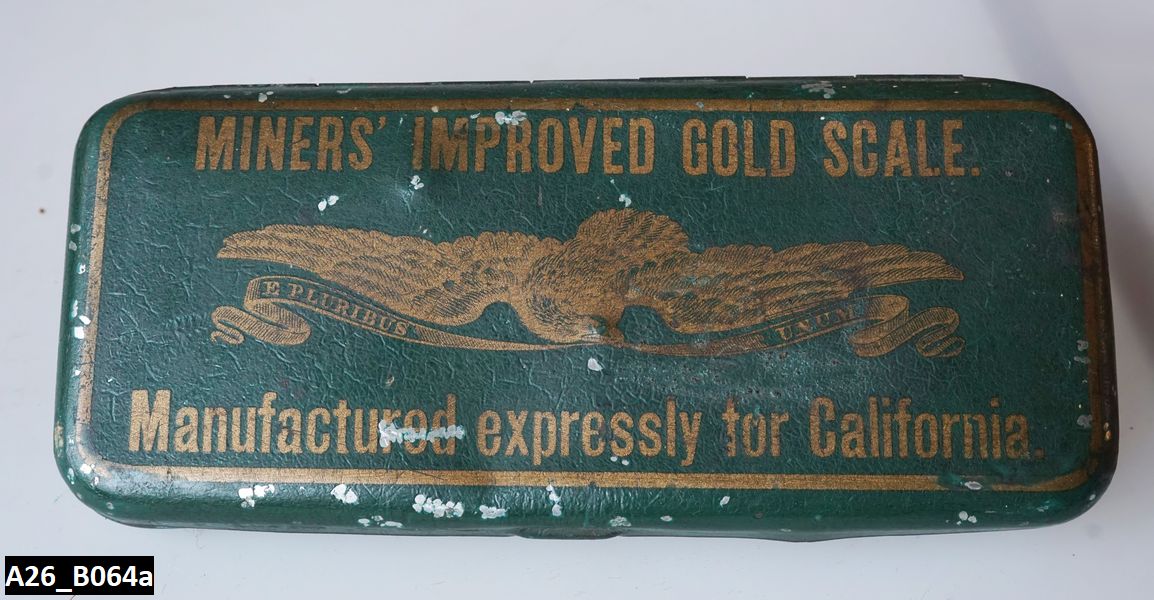 MINERS' IMPROVED GOLD SCALE.
E PLURIBUS UNUM
Manufactured expressly for California.
A26_B064a